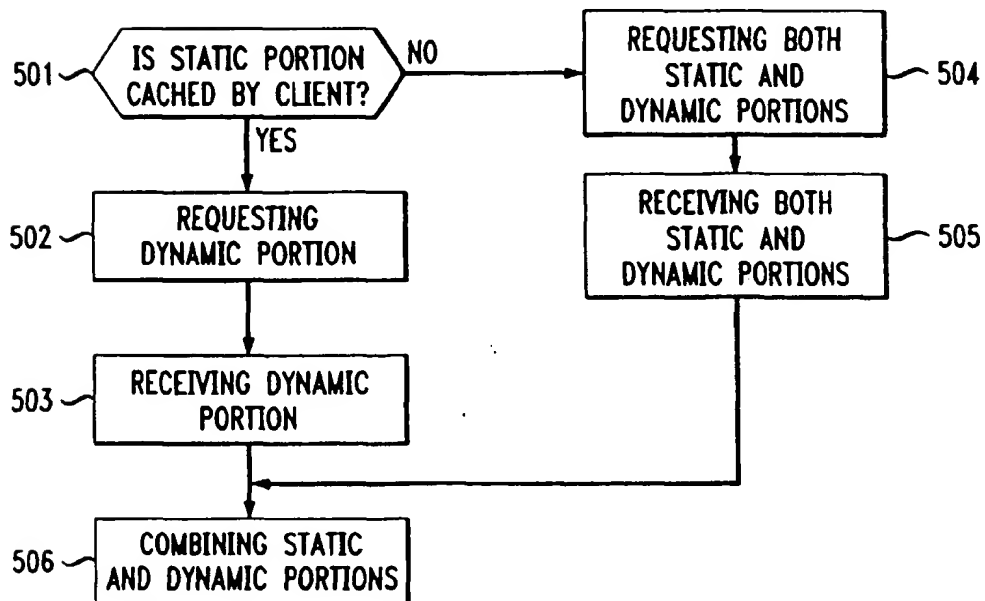 501
IS STATIC PORTION
CACHED BY CLIENT?
NO
YES
REQUESTING BOTH
STATIC AND
DYNAMIC PORTIONS
504
502
REQUESTING
DYNAMIC PORTION
RECEIVING BOTH
STATIC AND
DYNAMIC PORTIONS
505
503
RECEIVING DYNAMIC
PORTION
506
COMBINING STATIC
AND DYNAMIC PORTIONS